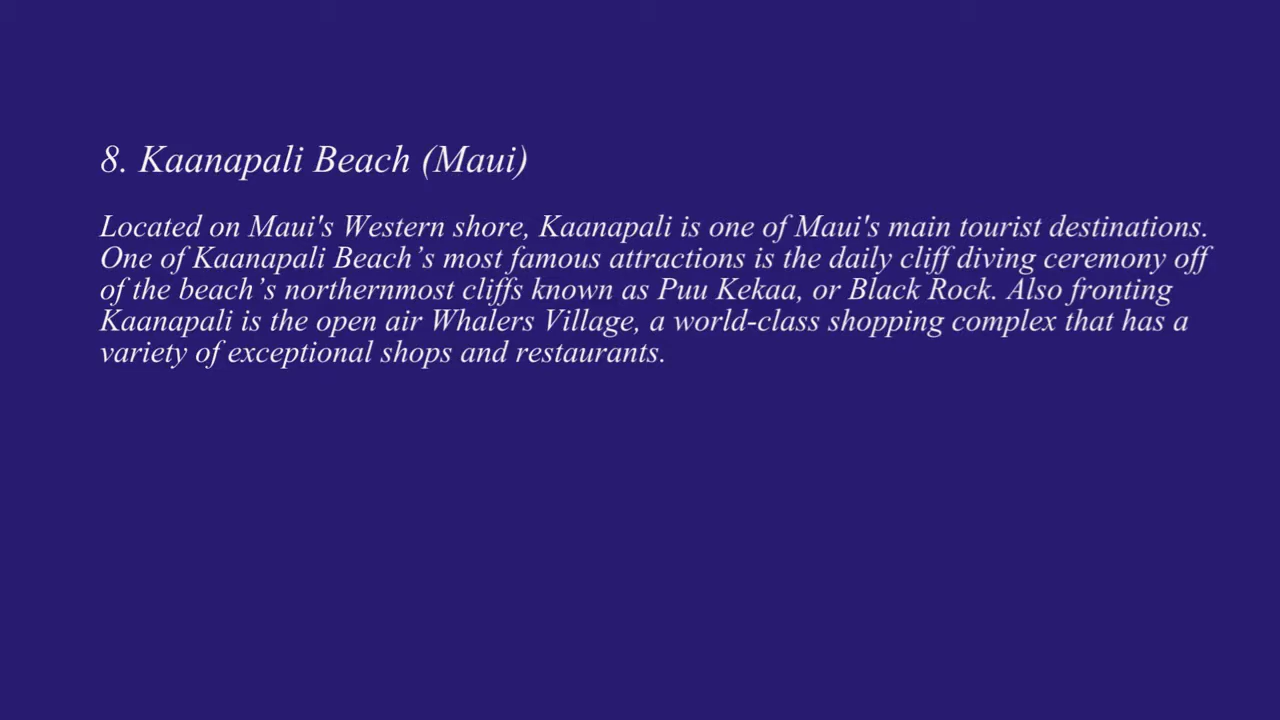 8. Kaanapali Beach (Maui)
Located on Maui's Western shore, Kaanapali is one of Maui's main tourist destinations.
One of Kaanapali Beach’s most famous attractions is the daily cliff diving ceremony off
of the beach’s northernmost cliffs known as Puu Kekaa, or Black Rock. Also fronting
Kaanapali is the open air Whalers Village, a world-class shopping complex that has a
variety of exceptional shops and restaurants.